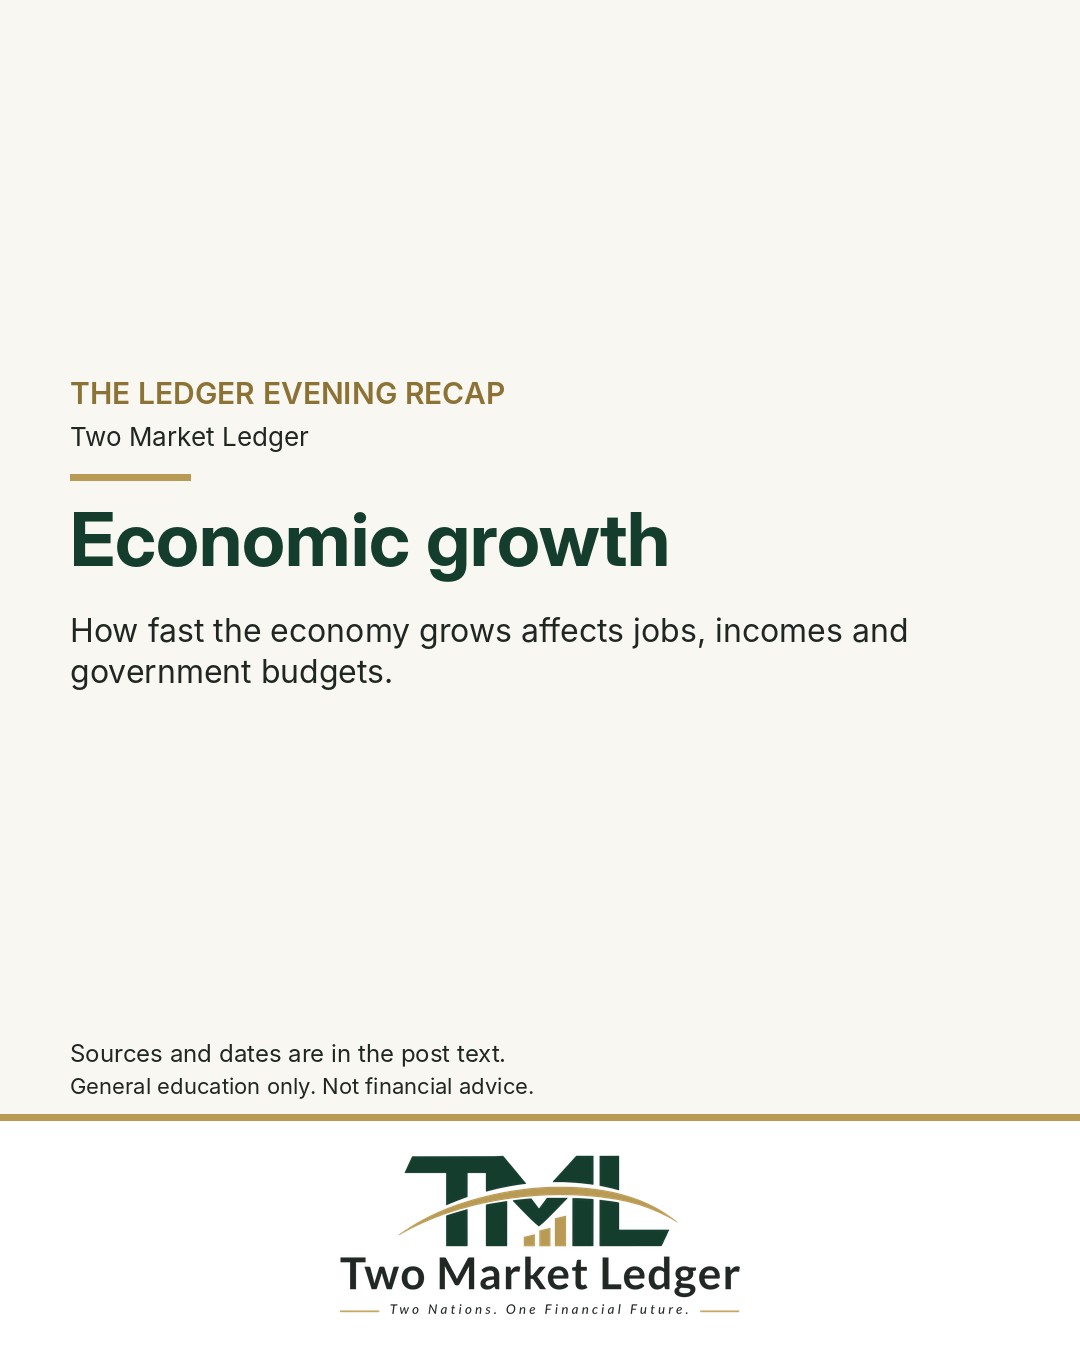 THE LEDGER EVENING RECAP
Two Market Ledger
Economic growth
How fast the economy grows affects jobs, incomes and
government budgets.
Sources and dates are in the post text.
General education only. Not financial advice.
TML
Two Market Ledger
Two Nations. One Financial Future.